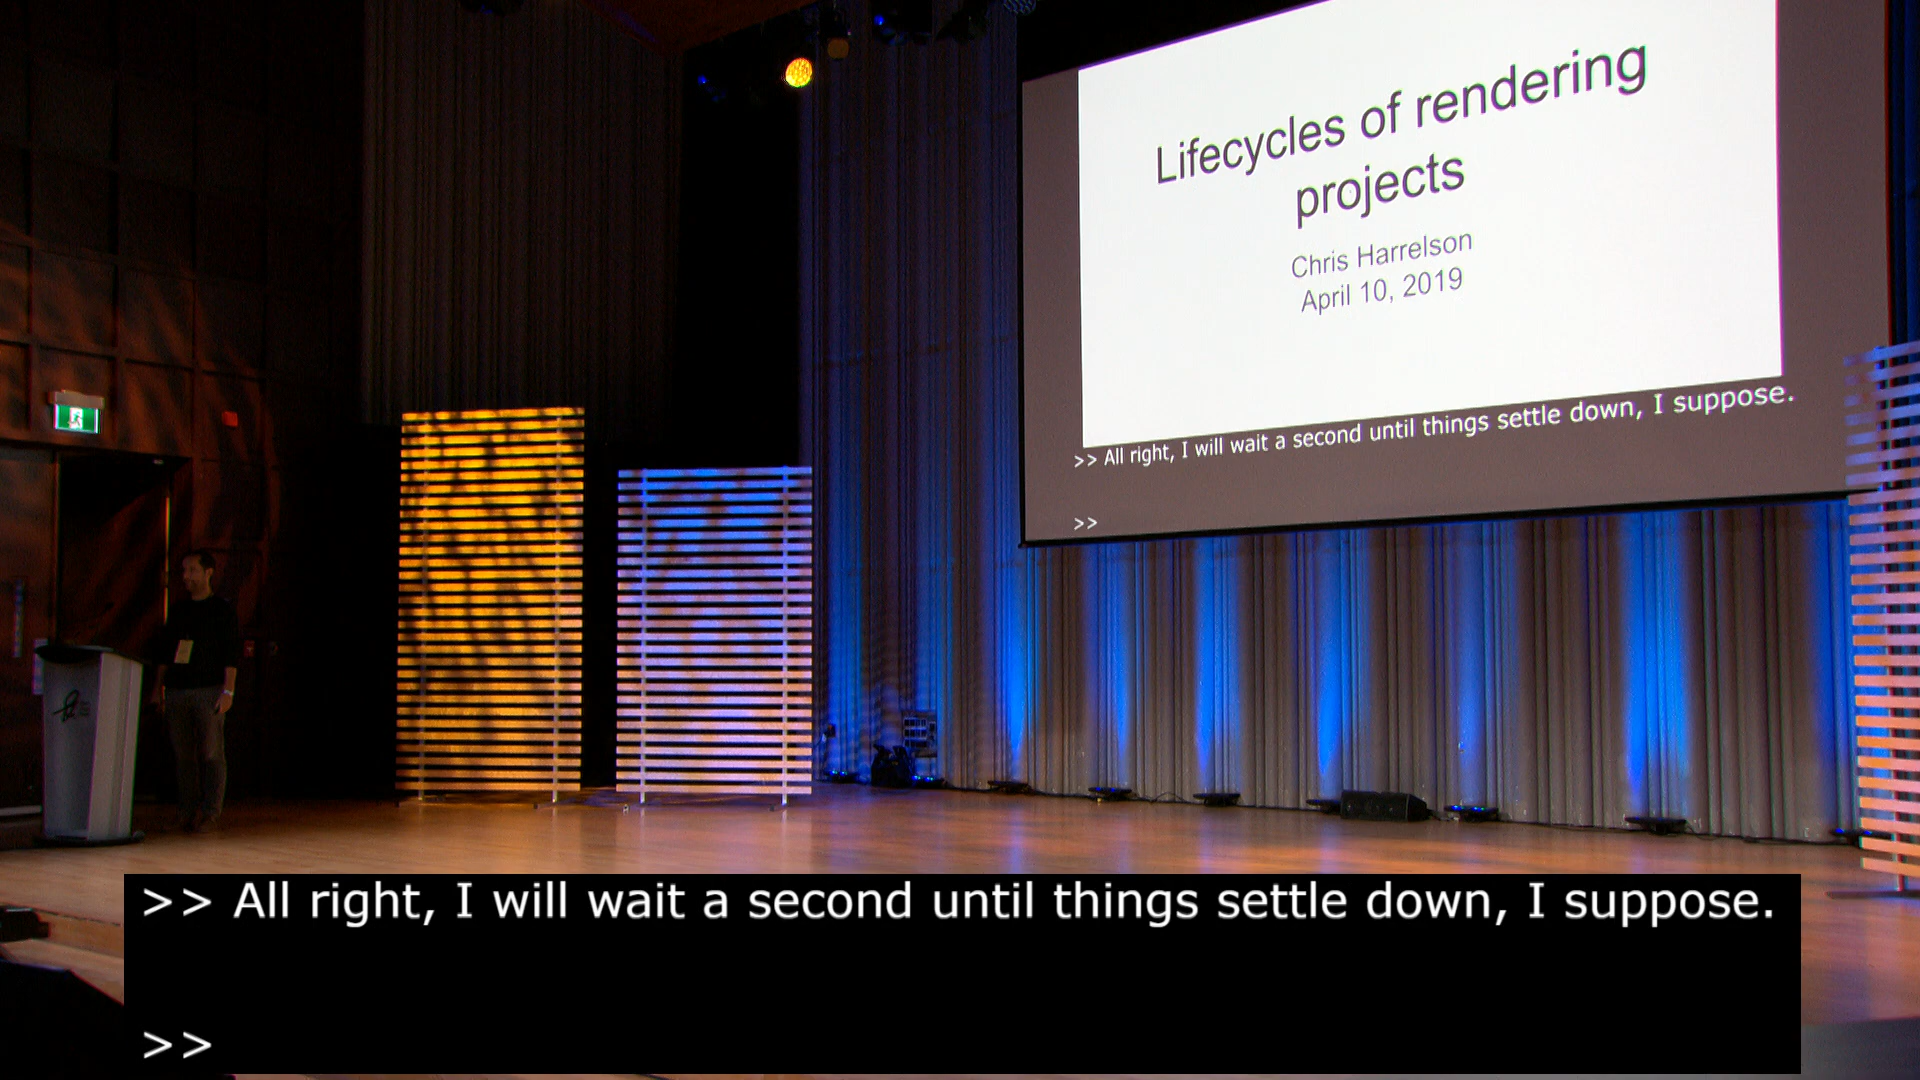 Lifecycles of rendering
projects
Chris Harrelson
April 10, 2019
>> All right, I will wait a second until things settle down, I suppose.
>>
>> All right, I will wait a second until things settle down, I suppose.
>>